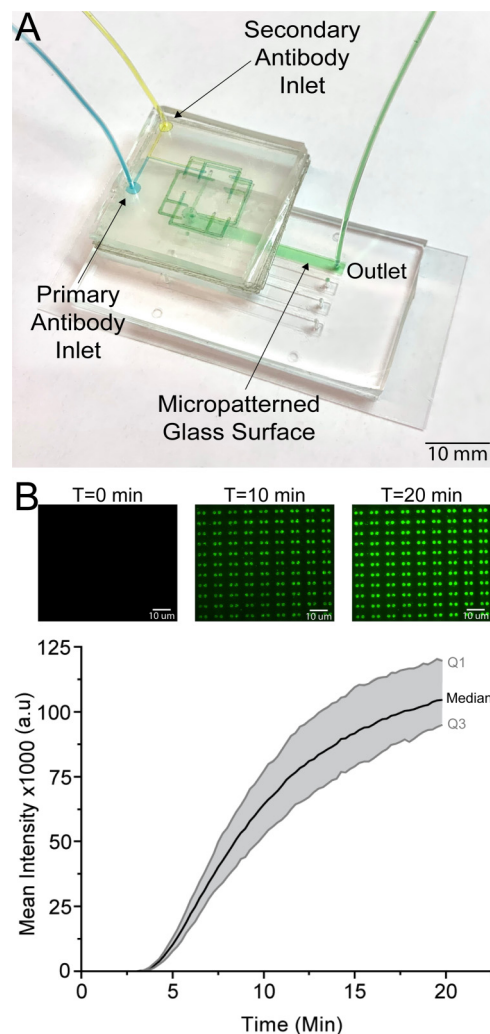 A
Secondary
Antibody
Inlet
Outlet
Primary
Antibody
Inlet
Micropatterned
Glass Surface
10 mm
B
T=0 min
T=10 min
T=20 min
10 um
10 um
10 um
125
100
75
50
25
0
Mean Intensity x1000 (a.u)
Q1
Median
Q3
0
5
10
15
20
Time (Min)